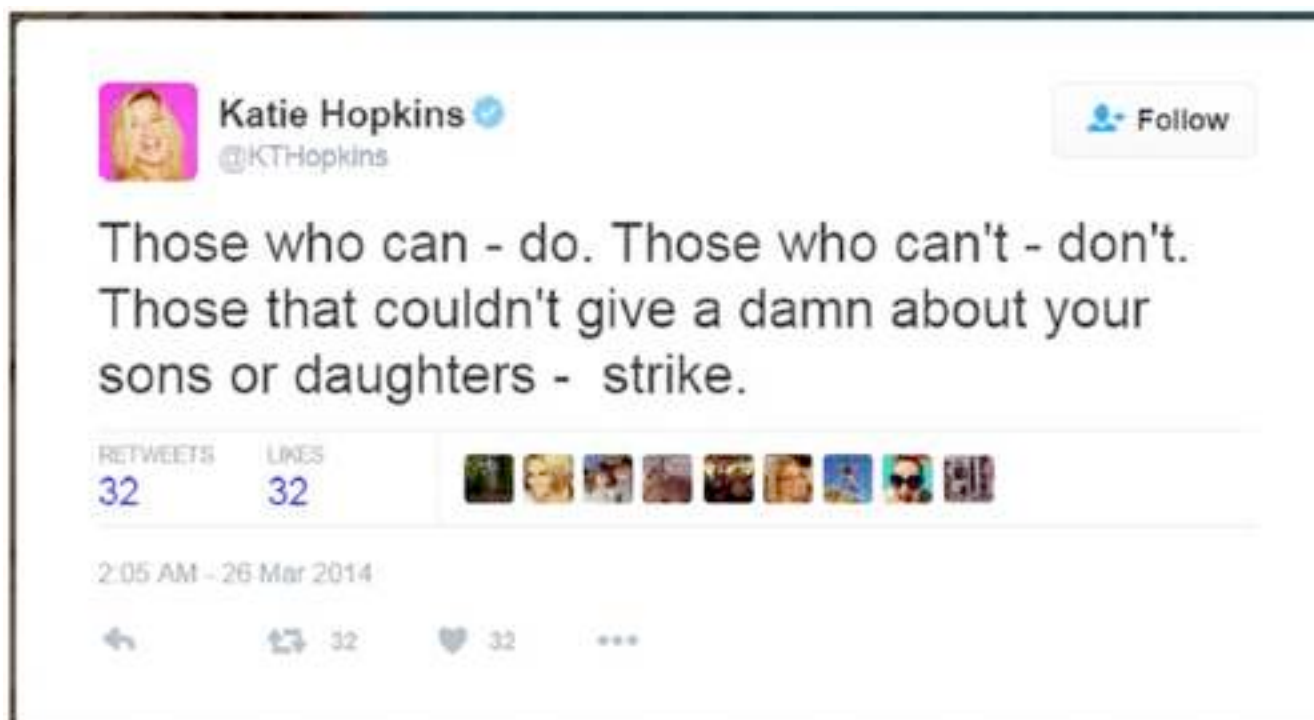 Katie Hopkins
@KTHopkins
Follow
Those who can - do. Those who can't - don't.
Those that couldn't give a damn about your
sons or daughters - strike.
RETWEETS LIKES
32 32
2:05 AM - 26 Mar 2014
32 32